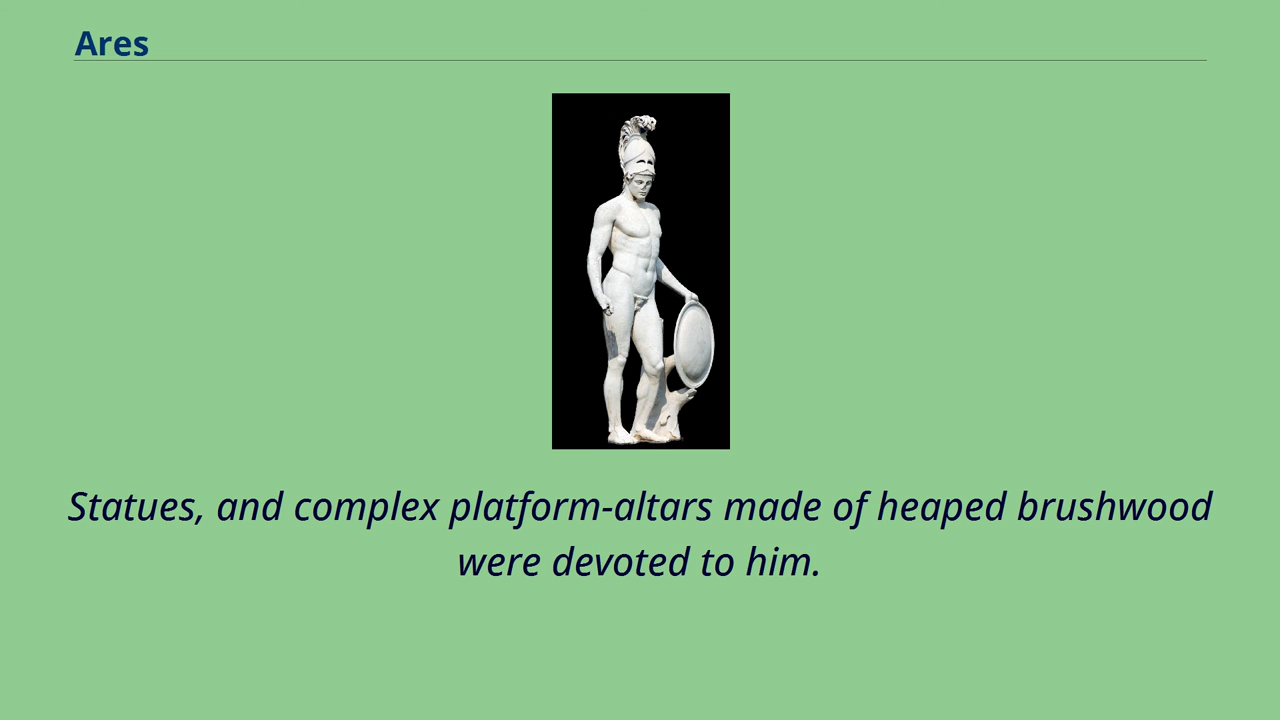 Ares
Statues, and complex platform-altars made of heaped brushwood
were devoted to him.